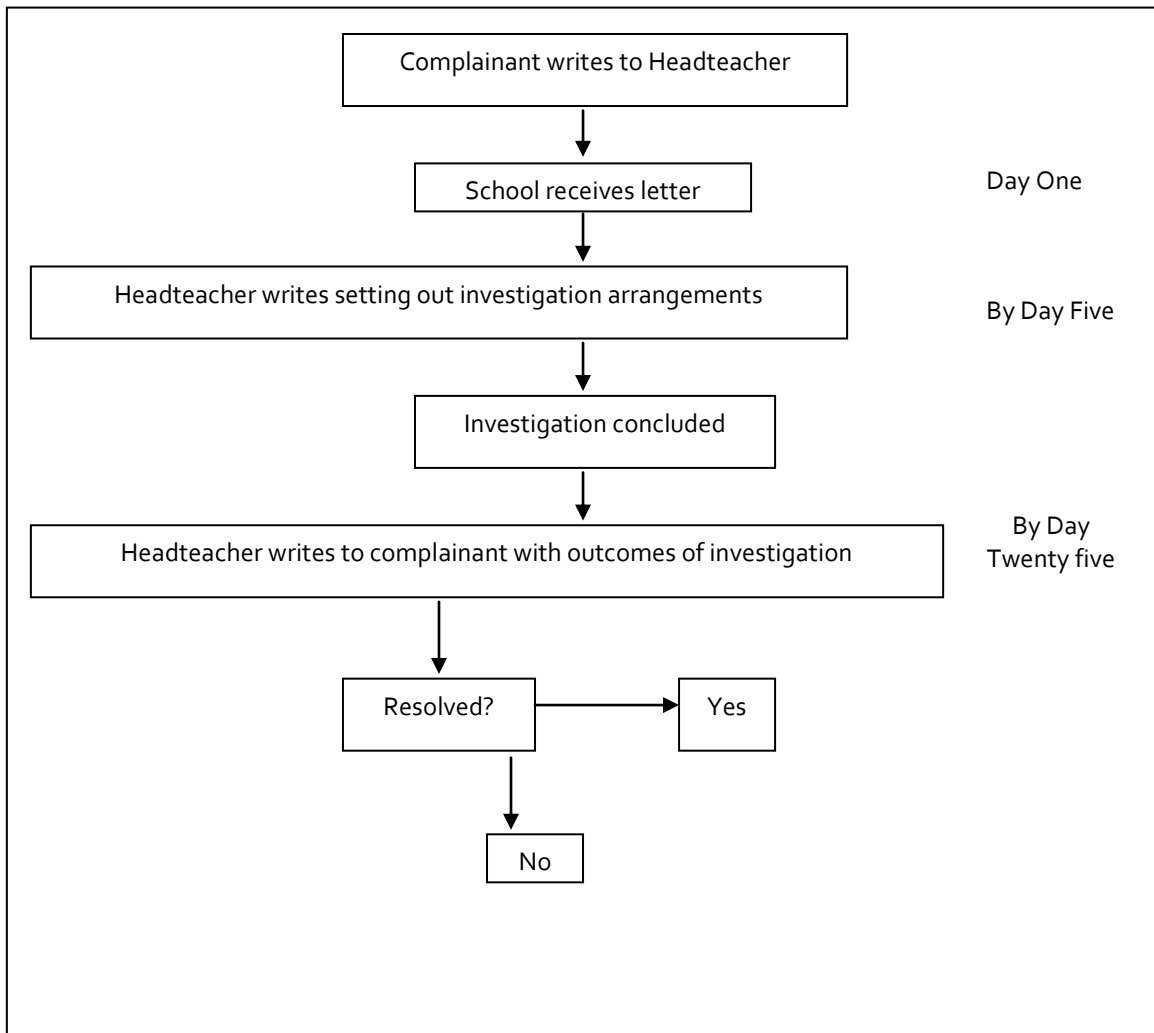 Complainant writes to Headteacher
School receives letter
Day One
Headteacher writes setting out investigation arrangements
By Day Five
Investigation concluded
Headteacher writes to complainant with outcomes of investigation
By Day
Twenty five
Resolved?
Yes
No